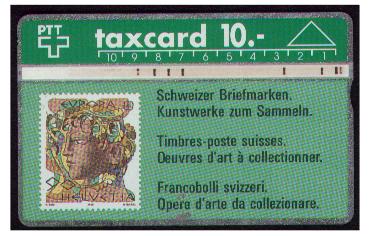 PTT taxcard 10.-
10 9 8 7 6 5 4 3 2 1
Schweizer Briefmarken.
Kunstwerke zum Sammeln.
EUROPA
HELVETIA
Timbres-poste suisses.
Oeuvres d'art à collectionner.
Francobolli svizzeri.
Opere d'arte da collezionare.